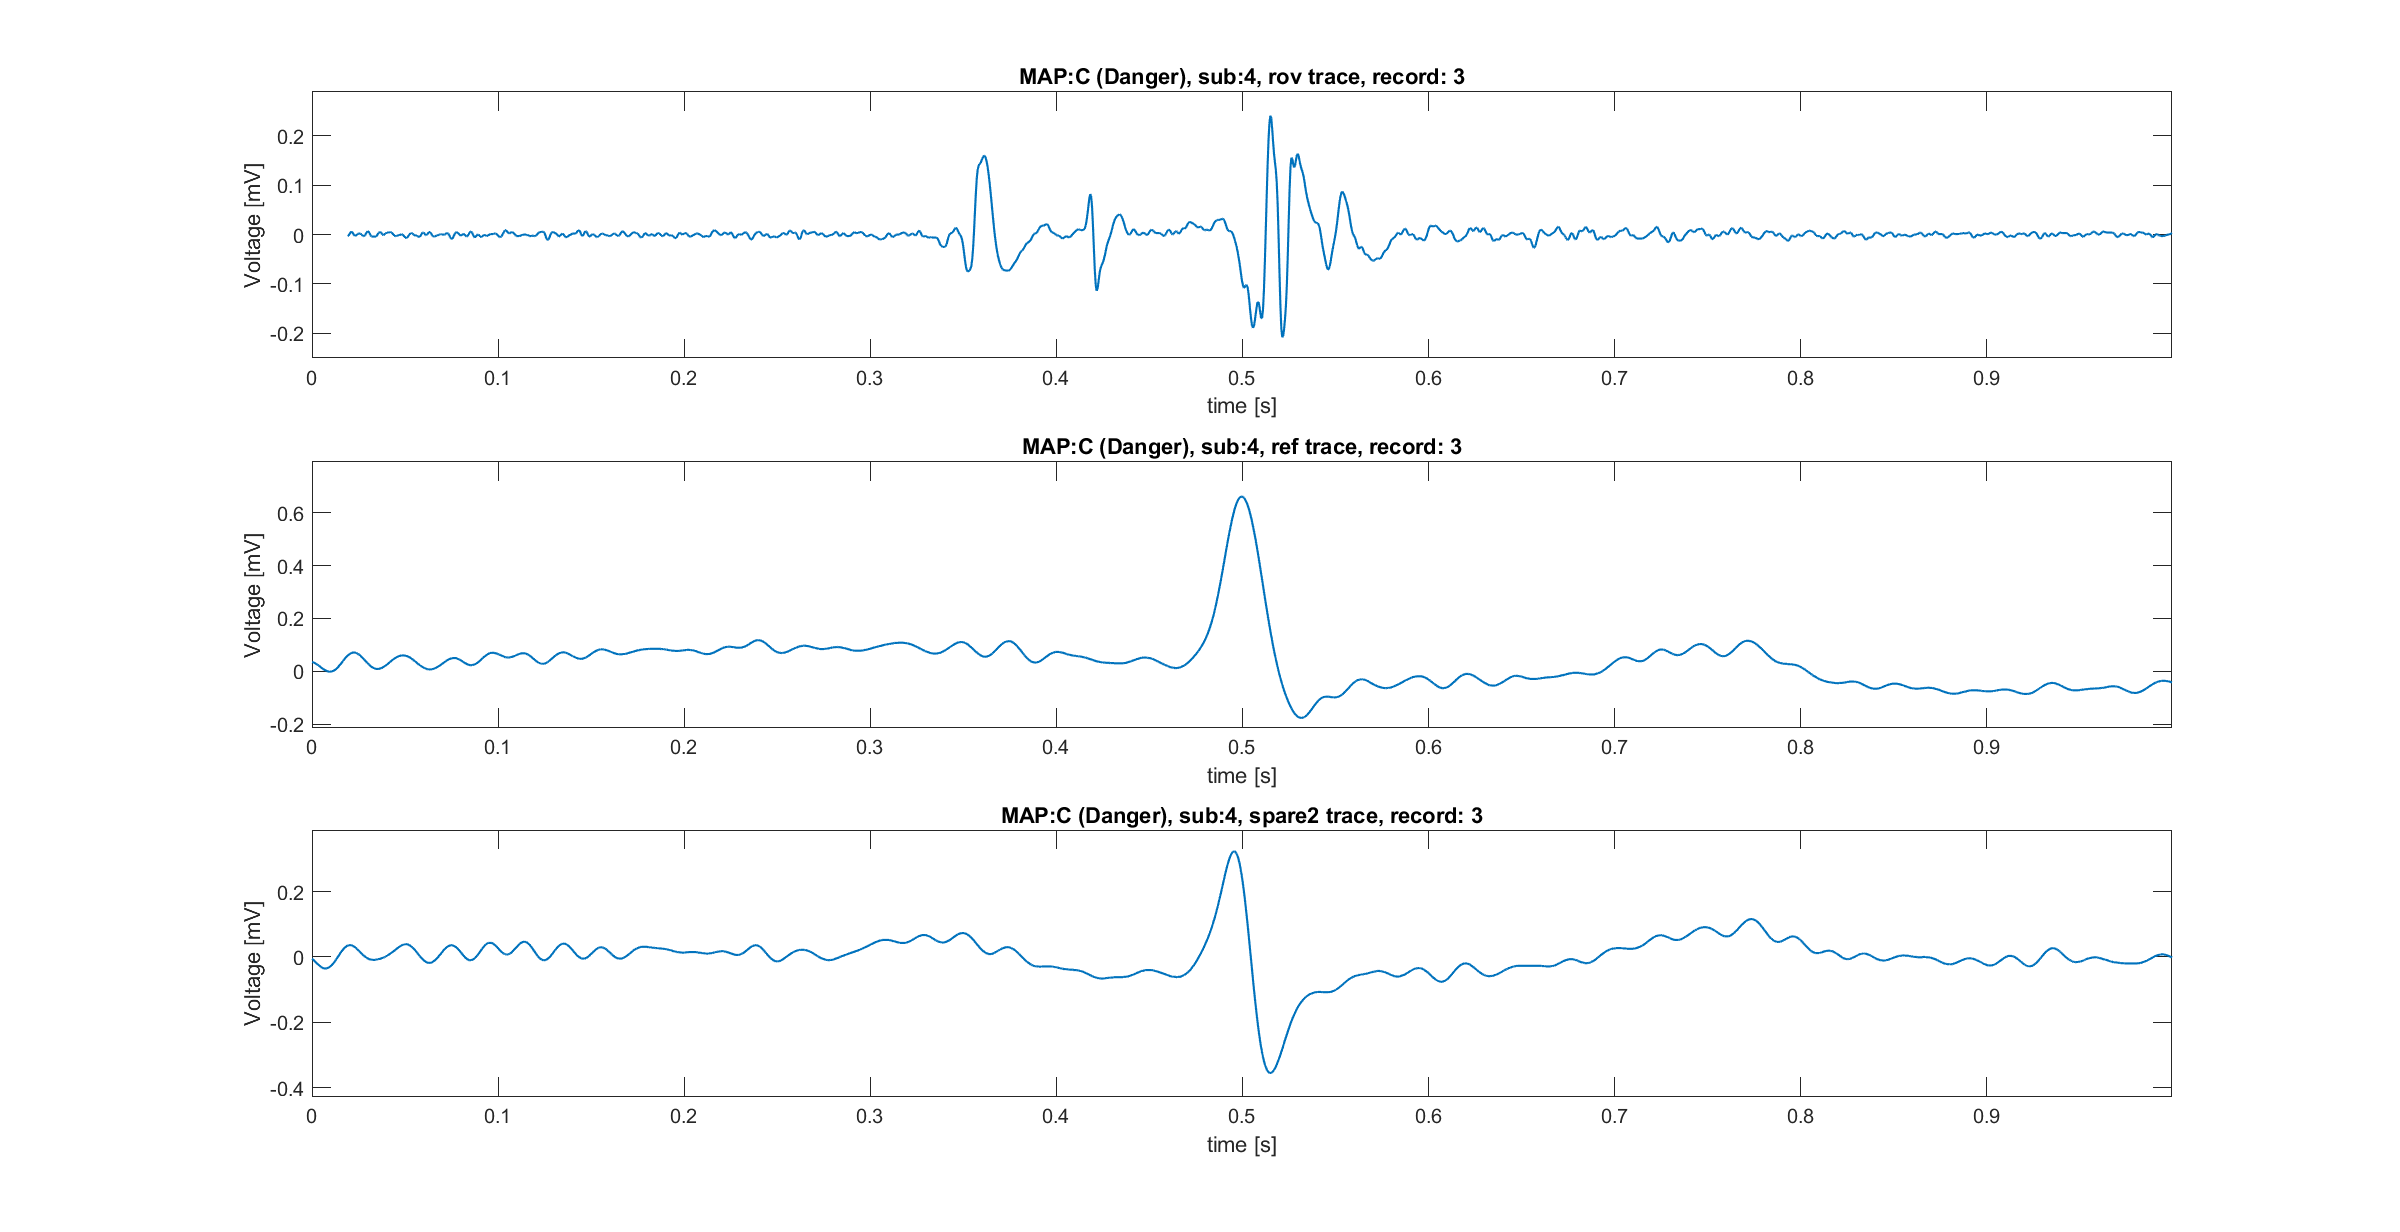 MAP:C (Danger), sub:4, rov trace, record: 3
Voltage [mV]
0.2
0.1
0
-0.1
-0.2
0 0.1 0.2 0.3 0.4 0.5 0.6 0.7 0.8 0.9
time [s]
MAP:C (Danger), sub:4, ref trace, record: 3
Voltage [mV]
0.6
0.4
0.2
0
-0.2
0 0.1 0.2 0.3 0.4 0.5 0.6 0.7 0.8 0.9
time [s]
MAP:C (Danger), sub:4, spare2 trace, record: 3
Voltage [mV]
0.2
0
-0.2
-0.4
0 0.1 0.2 0.3 0.4 0.5 0.6 0.7 0.8 0.9
time [s]